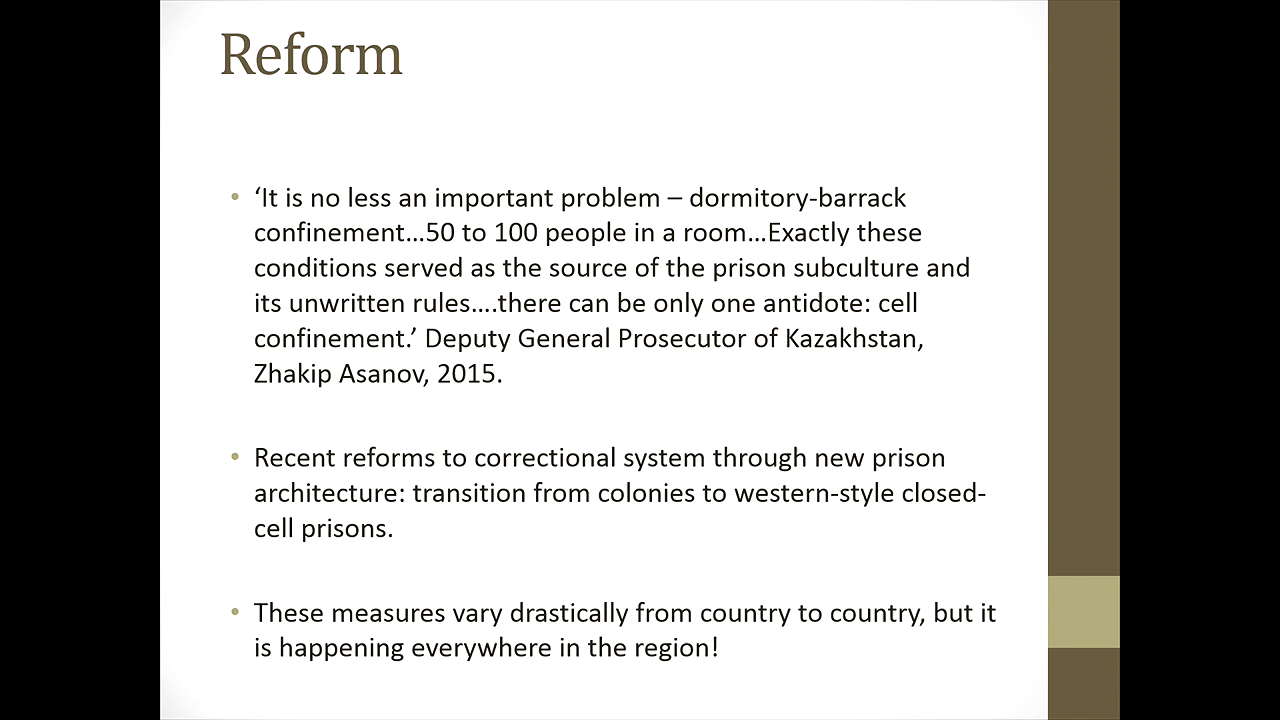 Reform
• ‘It is no less an important problem – dormitory-barrack
confinement…50 to 100 people in a room…Exactly these
conditions served as the source of the prison subculture and
its unwritten rules….there can be only one antidote: cell
confinement.’ Deputy General Prosecutor of Kazakhstan,
Zhakip Asanov, 2015.
• Recent reforms to correctional system through new prison
architecture: transition from colonies to western-style closed-
cell prisons.
• These measures vary drastically from country to country, but it
is happening everywhere in the region!